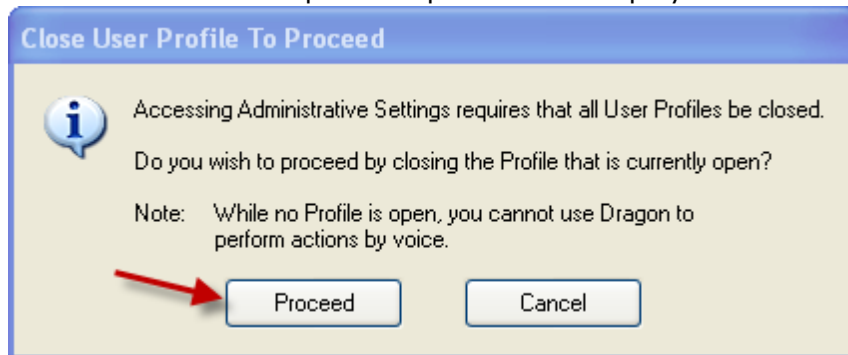 Close User Profile To Proceed
Accessing Administrative Settings requires that all User Profiles be closed.
Do you wish to proceed by closing the Profile that is currently open?
Note: While no Profile is open, you cannot use Dragon to
perform actions by voice.
Proceed Cancel